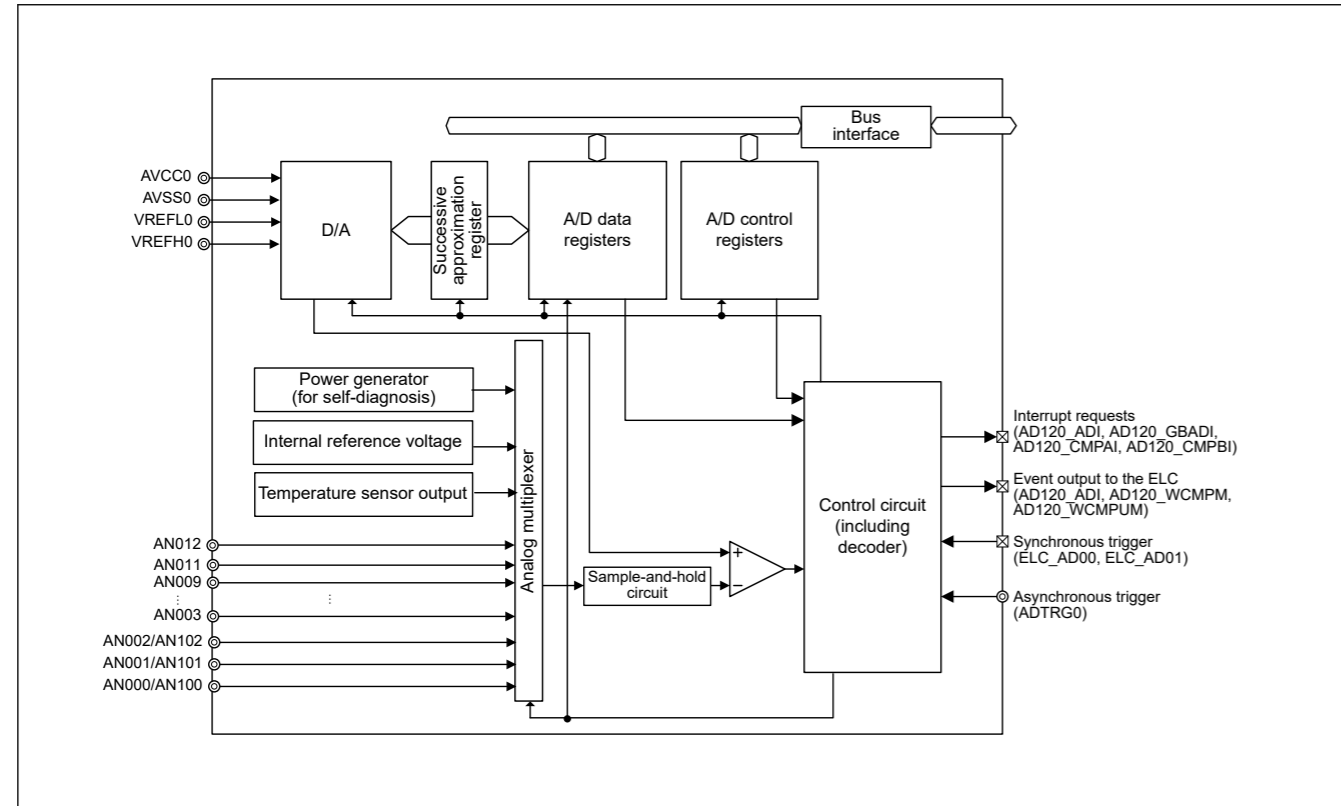 Bus
interface
AVCC0
AVSS0
VREFL0
VREFH0
D/A
Successive
approximation
register
A/D data
registers
A/D control
registers
Power generator
(for self-diagnosis)
Internal reference voltage
Temperature sensor output
Analog multiplexer
AN012
AN011
AN009
...
...
AN003
AN002/AN102
AN001/AN101
AN000/AN100
Sample-and-hold
circuit
+
−
Control circuit
(including
decoder)
Interrupt requests
(AD120_ADI, AD120_GBADI,
AD120_CMPAI, AD120_CMPBI)
Event output to the ELC
(AD120_ADI, AD120_WCMPM,
AD120_WCMPUM)
Synchronous trigger
(ELC_AD00, ELC_AD01)
Asynchronous trigger
(ADTRG0)